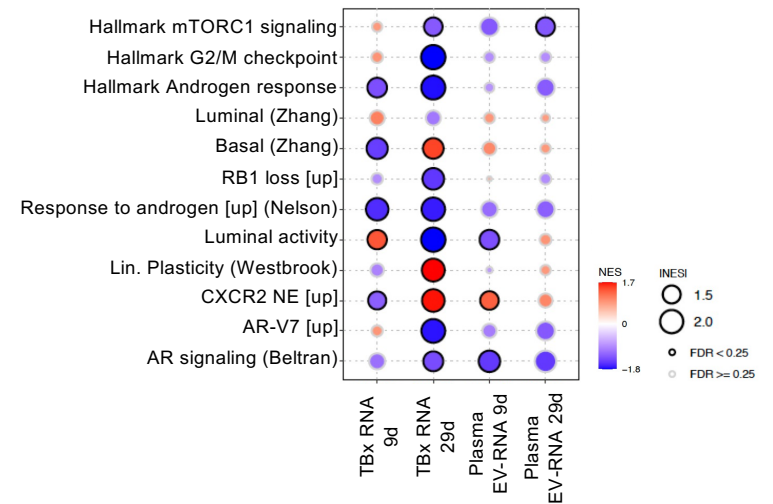 Hallmark mTORC1 signaling
Hallmark G2/M checkpoint
Hallmark Androgen response
Luminal (Zhang)
Basal (Zhang)
RB1 loss [up]
Response to androgen [up] (Nelson)
Luminal activity
Lin. Plasticity (Westbrook)
CXCR2 NE [up]
AR-V7 [up]
AR signaling (Beltran)
TBx RNA
9d
TBx RNA
29d
Plasma
EV-RNA 9d
Plasma
EV-RNA 29d
NES
1.7
0
−1.8
INESI
1.5
2.0
FDR < 0.25
FDR >= 0.25